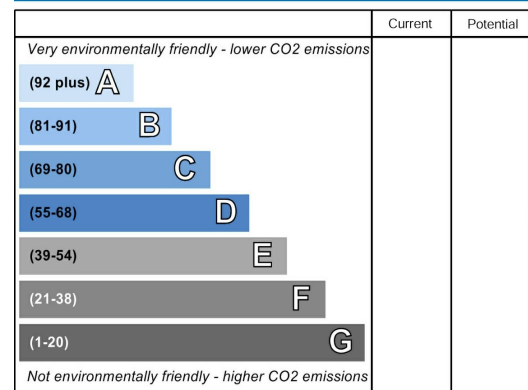 Current Potential
Very environmentally friendly - lower CO2 emissions
(92 plus) A
(81-91) B
(69-80) C
(55-68) D
(39-54) E
(21-38) F
(1-20) G
Not environmentally friendly - higher CO2 emissions